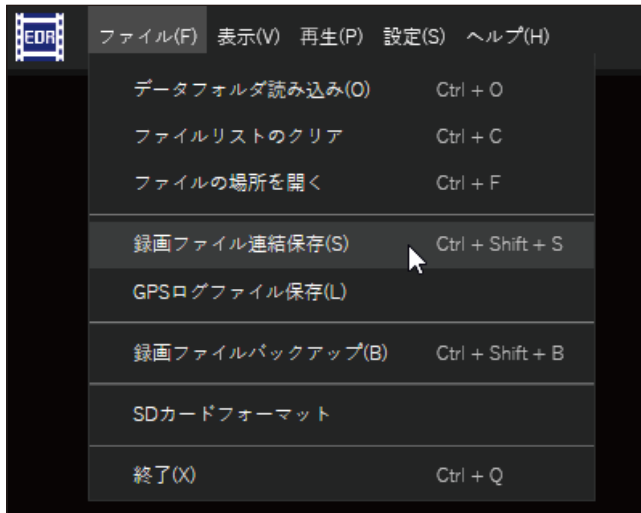 EDR ファイル(F) 表示(V) 再生(P) 設定(S) ヘルプ(H)
データフォルダ読み込み(O) Ctrl + O
ファイルリストのクリア Ctrl + C
ファイルの場所を開く Ctrl + F
録画ファイル連結保存(S) Ctrl + Shift + S
GPSログファイル保存(L)
録画ファイルバックアップ(B) Ctrl + Shift + B
SDカードフォーマット
終了(X) Ctrl + Q